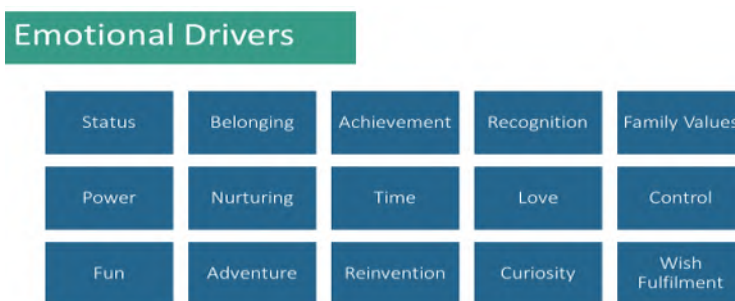 Emotional Drivers
Status Belonging Achievement Recognition Family Values
Power Nurturing Time Love Control
Fun Adventure Reinvention Curiosity Wish
Fulfilment